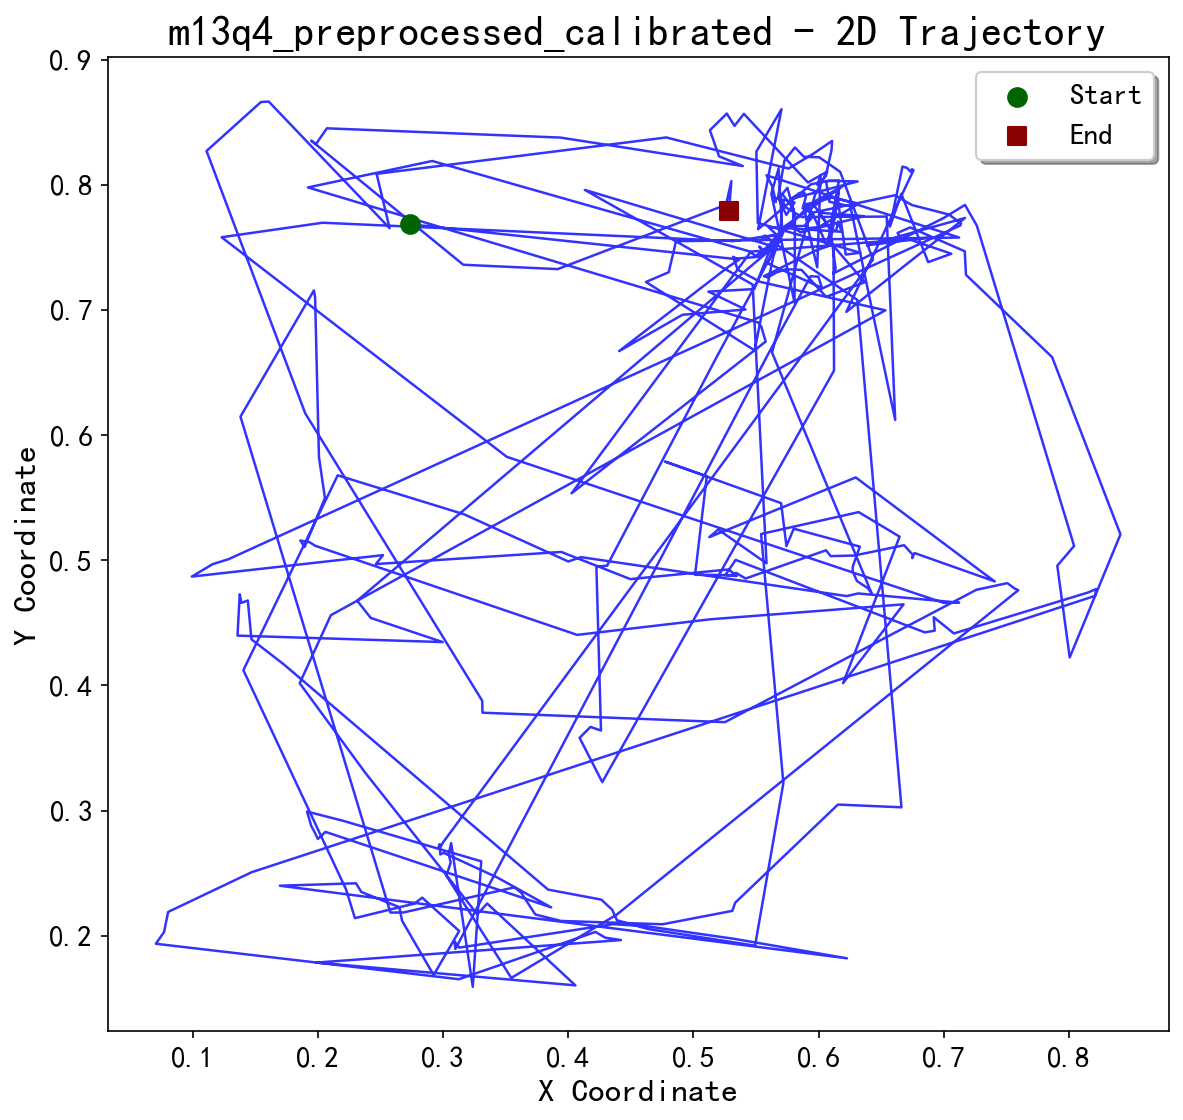 m13q4_preprocessed_calibrated - 2D Trajectory
0.9
0.8
0.7
0.6
0.5
0.4
0.3
0.2
Y Coordinate
Start
End
0.1 0.2 0.3 0.4 0.5 0.6 0.7 0.8
X Coordinate